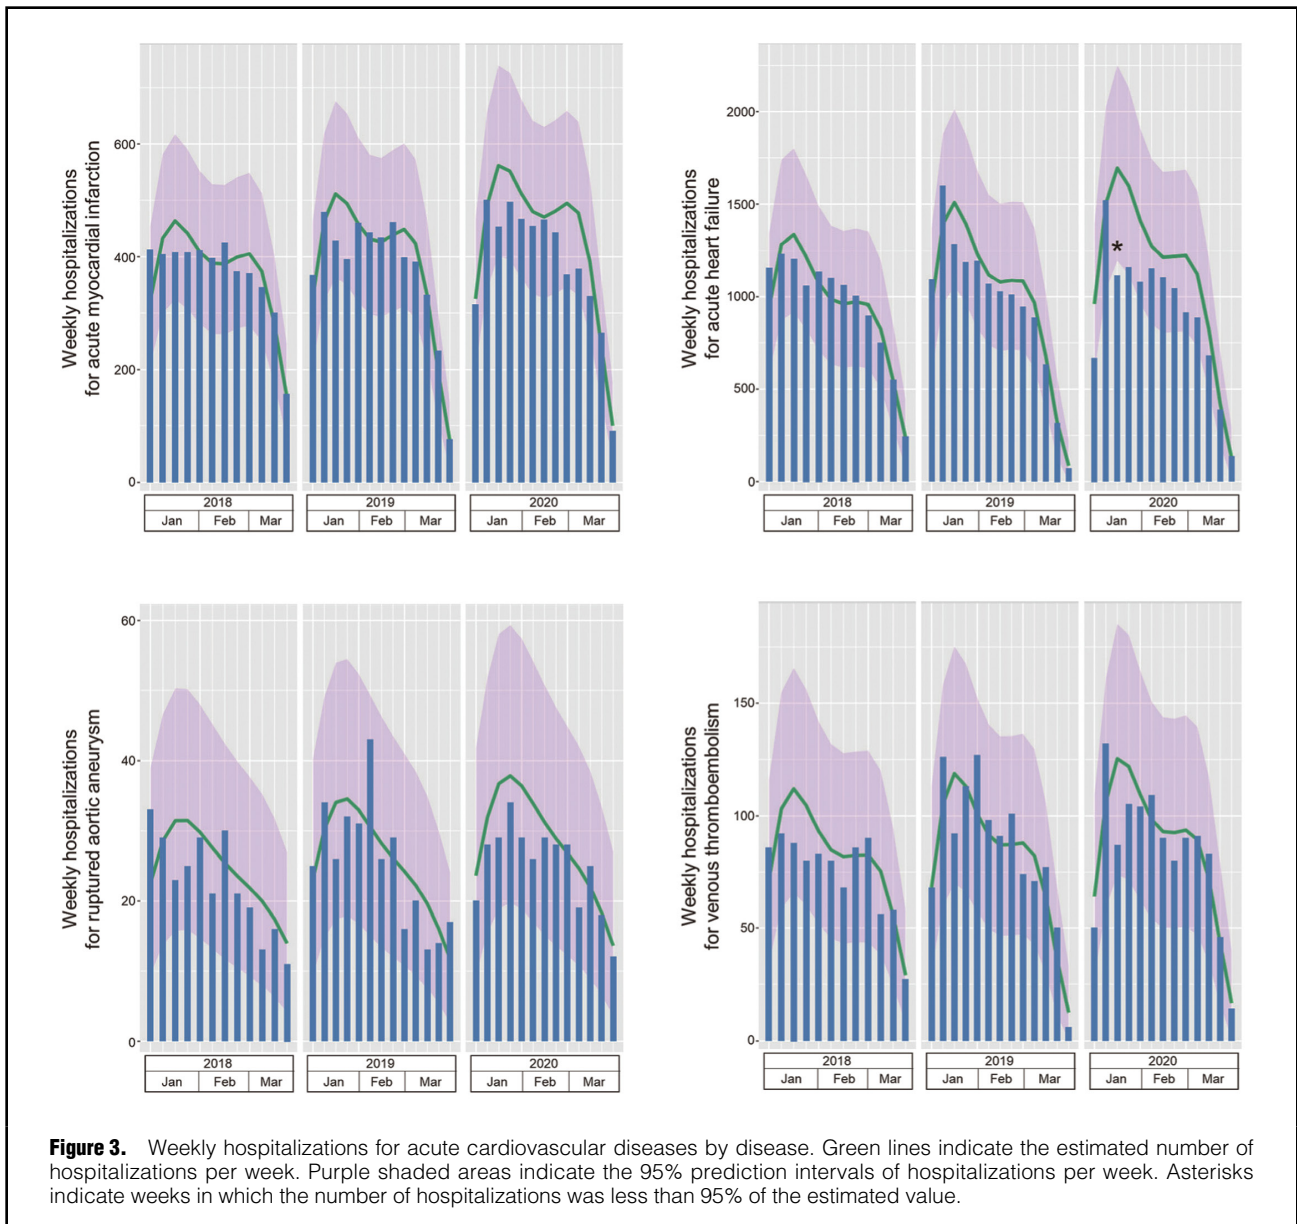 Weekly hospitalizations
for acute myocardial infarction
600
400
200
0
2018
Jan Feb Mar
2019
Jan Feb Mar
2020
Jan Feb Mar
Weekly hospitalizations
for acute heart failure
2000
1500
1000
500
0
*
2018
Jan Feb Mar
2019
Jan Feb Mar
2020
Jan Feb Mar
Weekly hospitalizations
for ruptured aortic aneurysm
60
40
20
0
2018
Jan Feb Mar
2019
Jan Feb Mar
2020
Jan Feb Mar
Weekly hospitalizations
for venous thromboembolism
150
100
50
0
2018
Jan Feb Mar
2019
Jan Feb Mar
2020
Jan Feb Mar
Figure 3. Weekly hospitalizations for acute cardiovascular diseases by disease. Green lines indicate the estimated number of
hospitalizations per week. Purple shaded areas indicate the 95% prediction intervals of hospitalizations per week. Asterisks
indicate weeks in which the number of hospitalizations was less than 95% of the estimated value.